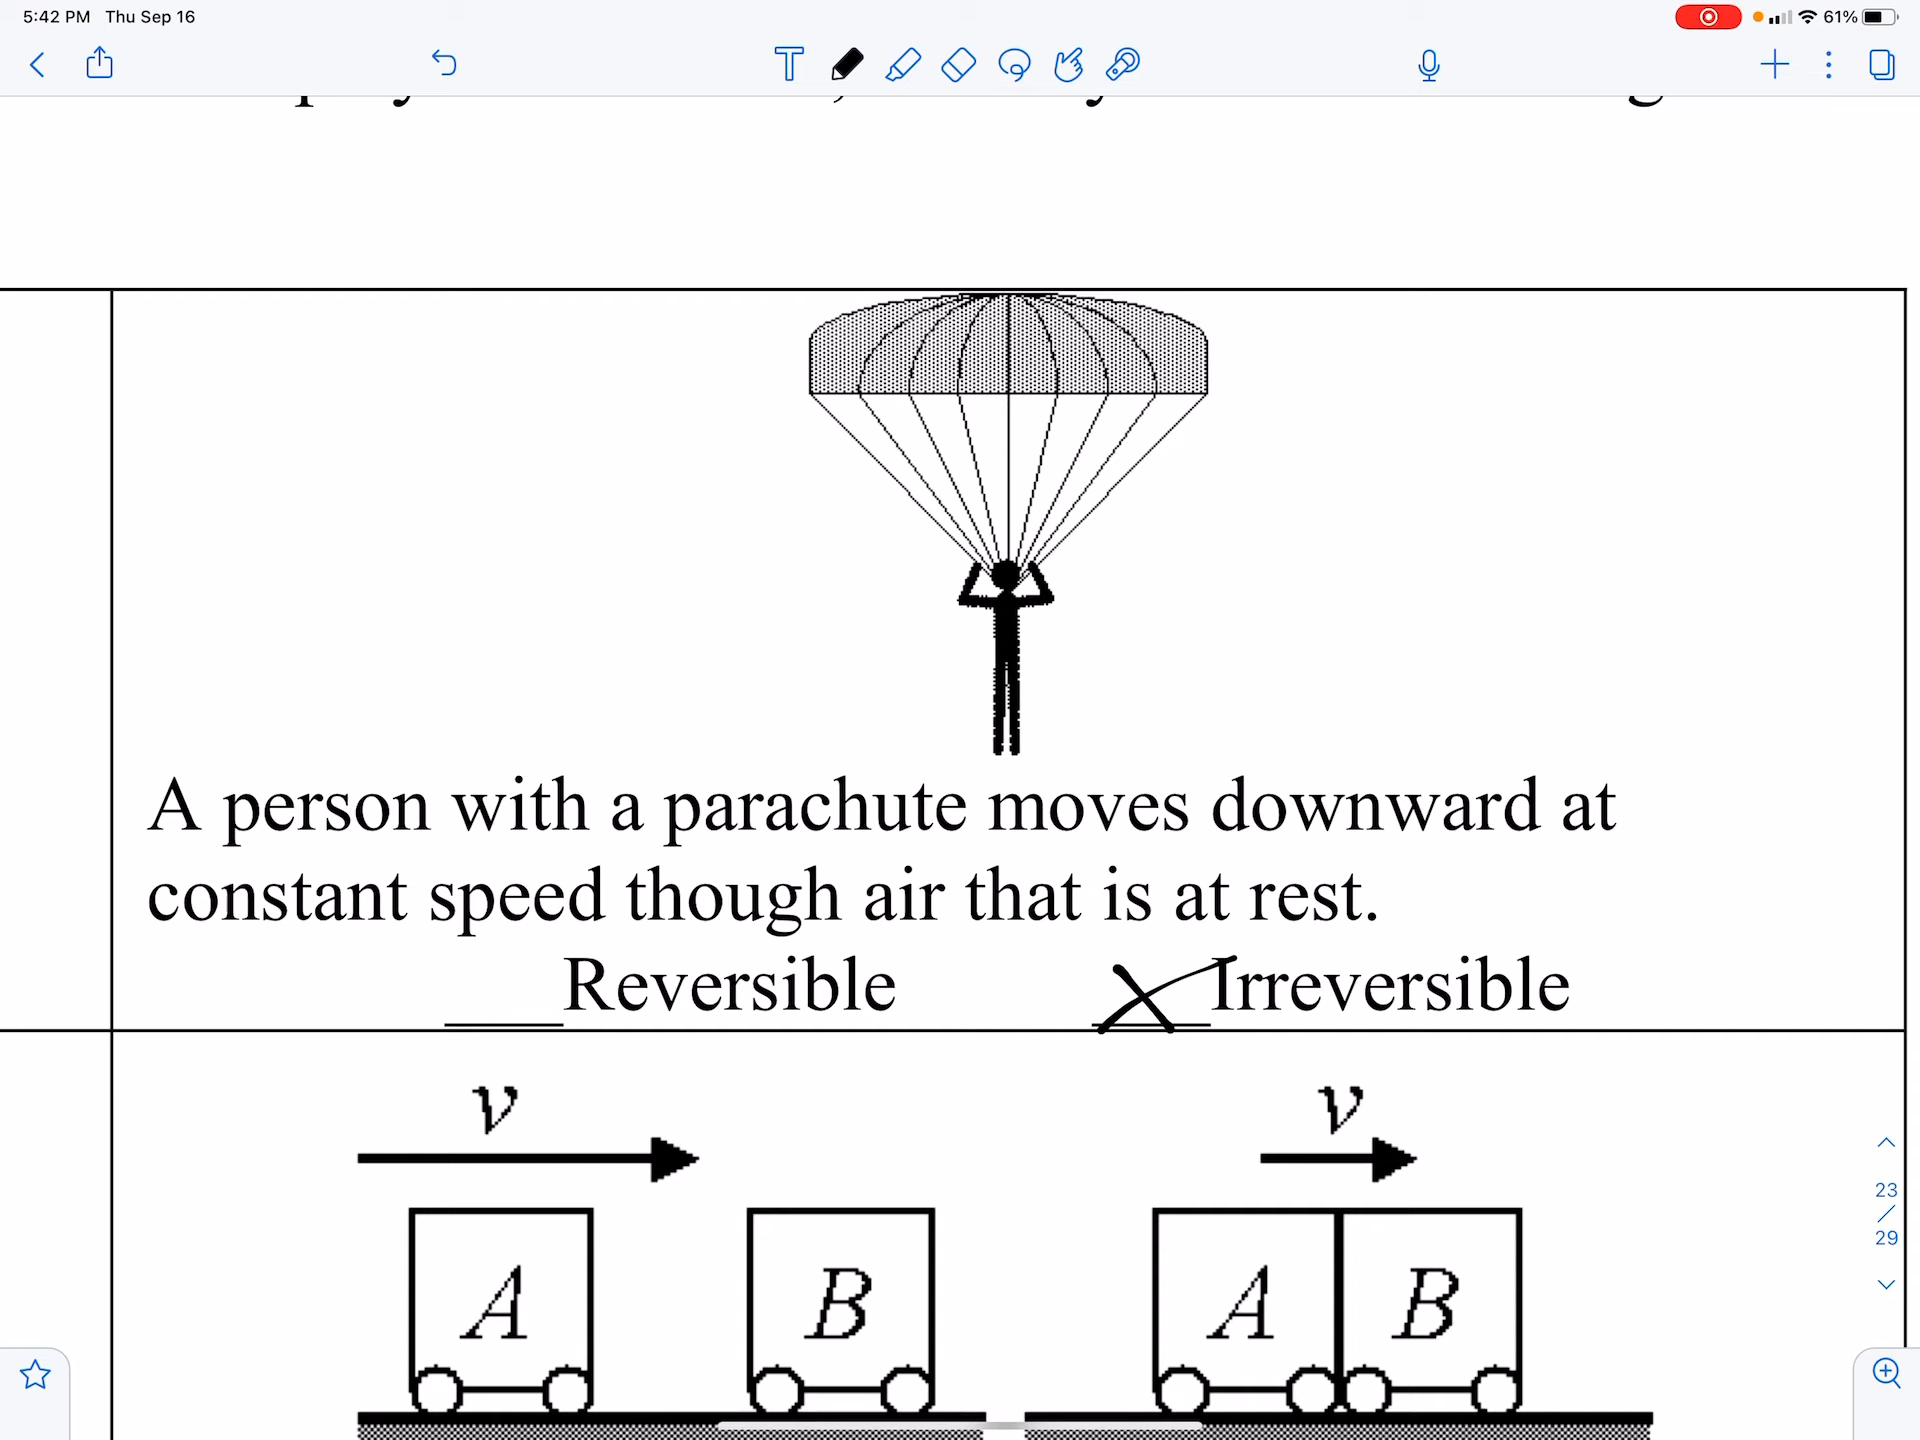 5:42 PM Thu Sep 16
61%
A person with a parachute moves downward at
constant speed though air that is at rest.
___Reversible ___Irreversible
v v
A B A B
23
/
29